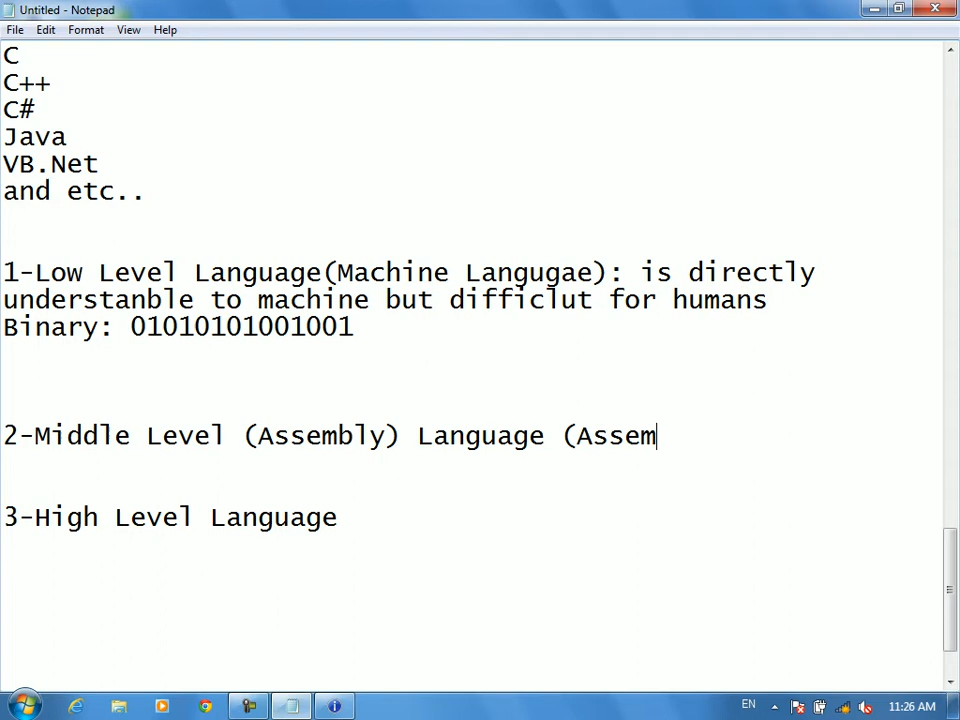 Untitled - Notepad
File Edit Format View Help
C
C++
C#
Java
VB.Net
and etc..
1-Low Level Language(Machine Langugae): is directly
understanble to machine but difficlut for humans
Binary: 01010101001001
2-Middle Level (Assembly) Language (Assem
3-High Level Language
EN 11:26 AM